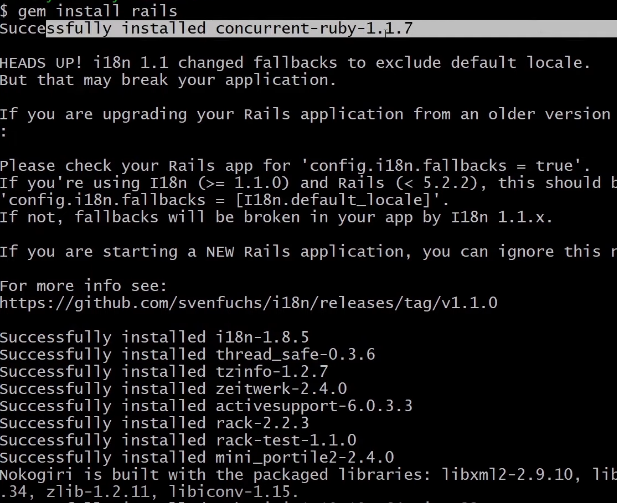 $ gem install rails
Successfully installed concurrent-ruby-1.1.7
HEADS UP! i18n 1.1 changed fallbacks to exclude default locale.
But that may break your application.
If you are upgrading your Rails application from an older version
:
Please check your Rails app for 'config.i18n.fallbacks = true'.
If you're using I18n (>= 1.1.0) and Rails (< 5.2.2), this should b
'config.i18n.fallbacks = [I18n.default_locale]'.
If not, fallbacks will be broken in your app by I18n 1.1.x.
If you are starting a NEW Rails application, you can ignore this n
For more info see:
https://github.com/svenfuchs/i18n/releases/tag/v1.1.0
Successfully installed i18n-1.8.5
Successfully installed thread_safe-0.3.6
Successfully installed tzinfo-1.2.7
Successfully installed zeitwerk-2.4.0
Successfully installed activesupport-6.0.3.3
Successfully installed rack-2.2.3
Successfully installed rack-test-1.1.0
Successfully installed mini_portile2-2.4.0
Nokogiri is built with the packaged libraries: libxml2-2.9.10, lib
.34, zlib-1.2.11, libiconv-1.15.